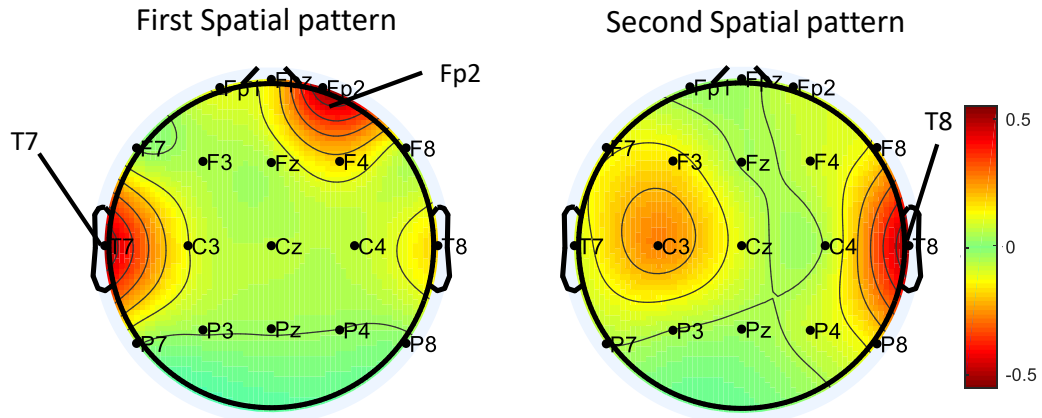 First Spatial pattern
Second Spatial pattern
Fp1 Fpz Fp2
Fp2
T7
F7 F3 Fz F4 F8
T7 C3 Cz C4 T8
P7 P3 Pz P4 P8
Fp1 Fpz Fp2
T8
F7 F3 Fz F4 F8
T7 C3 Cz C4 T8
P7 P3 Pz P4 P8
0.5
0
-0.5